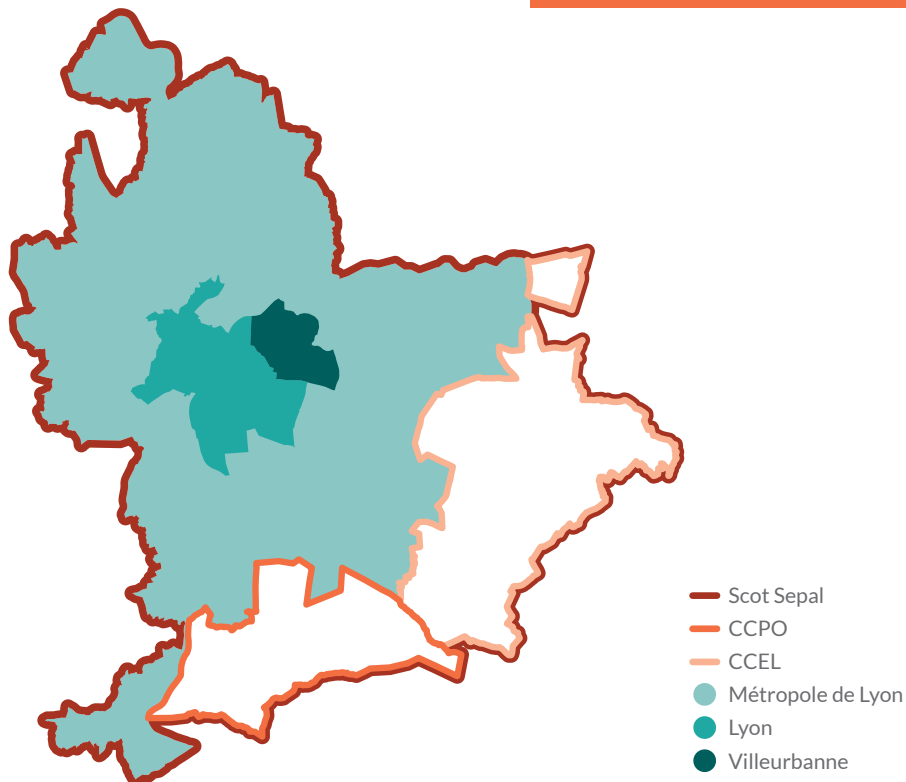 Scot Sepal
CCPO
CCEL
Métropole de Lyon
Lyon
Villeurbanne